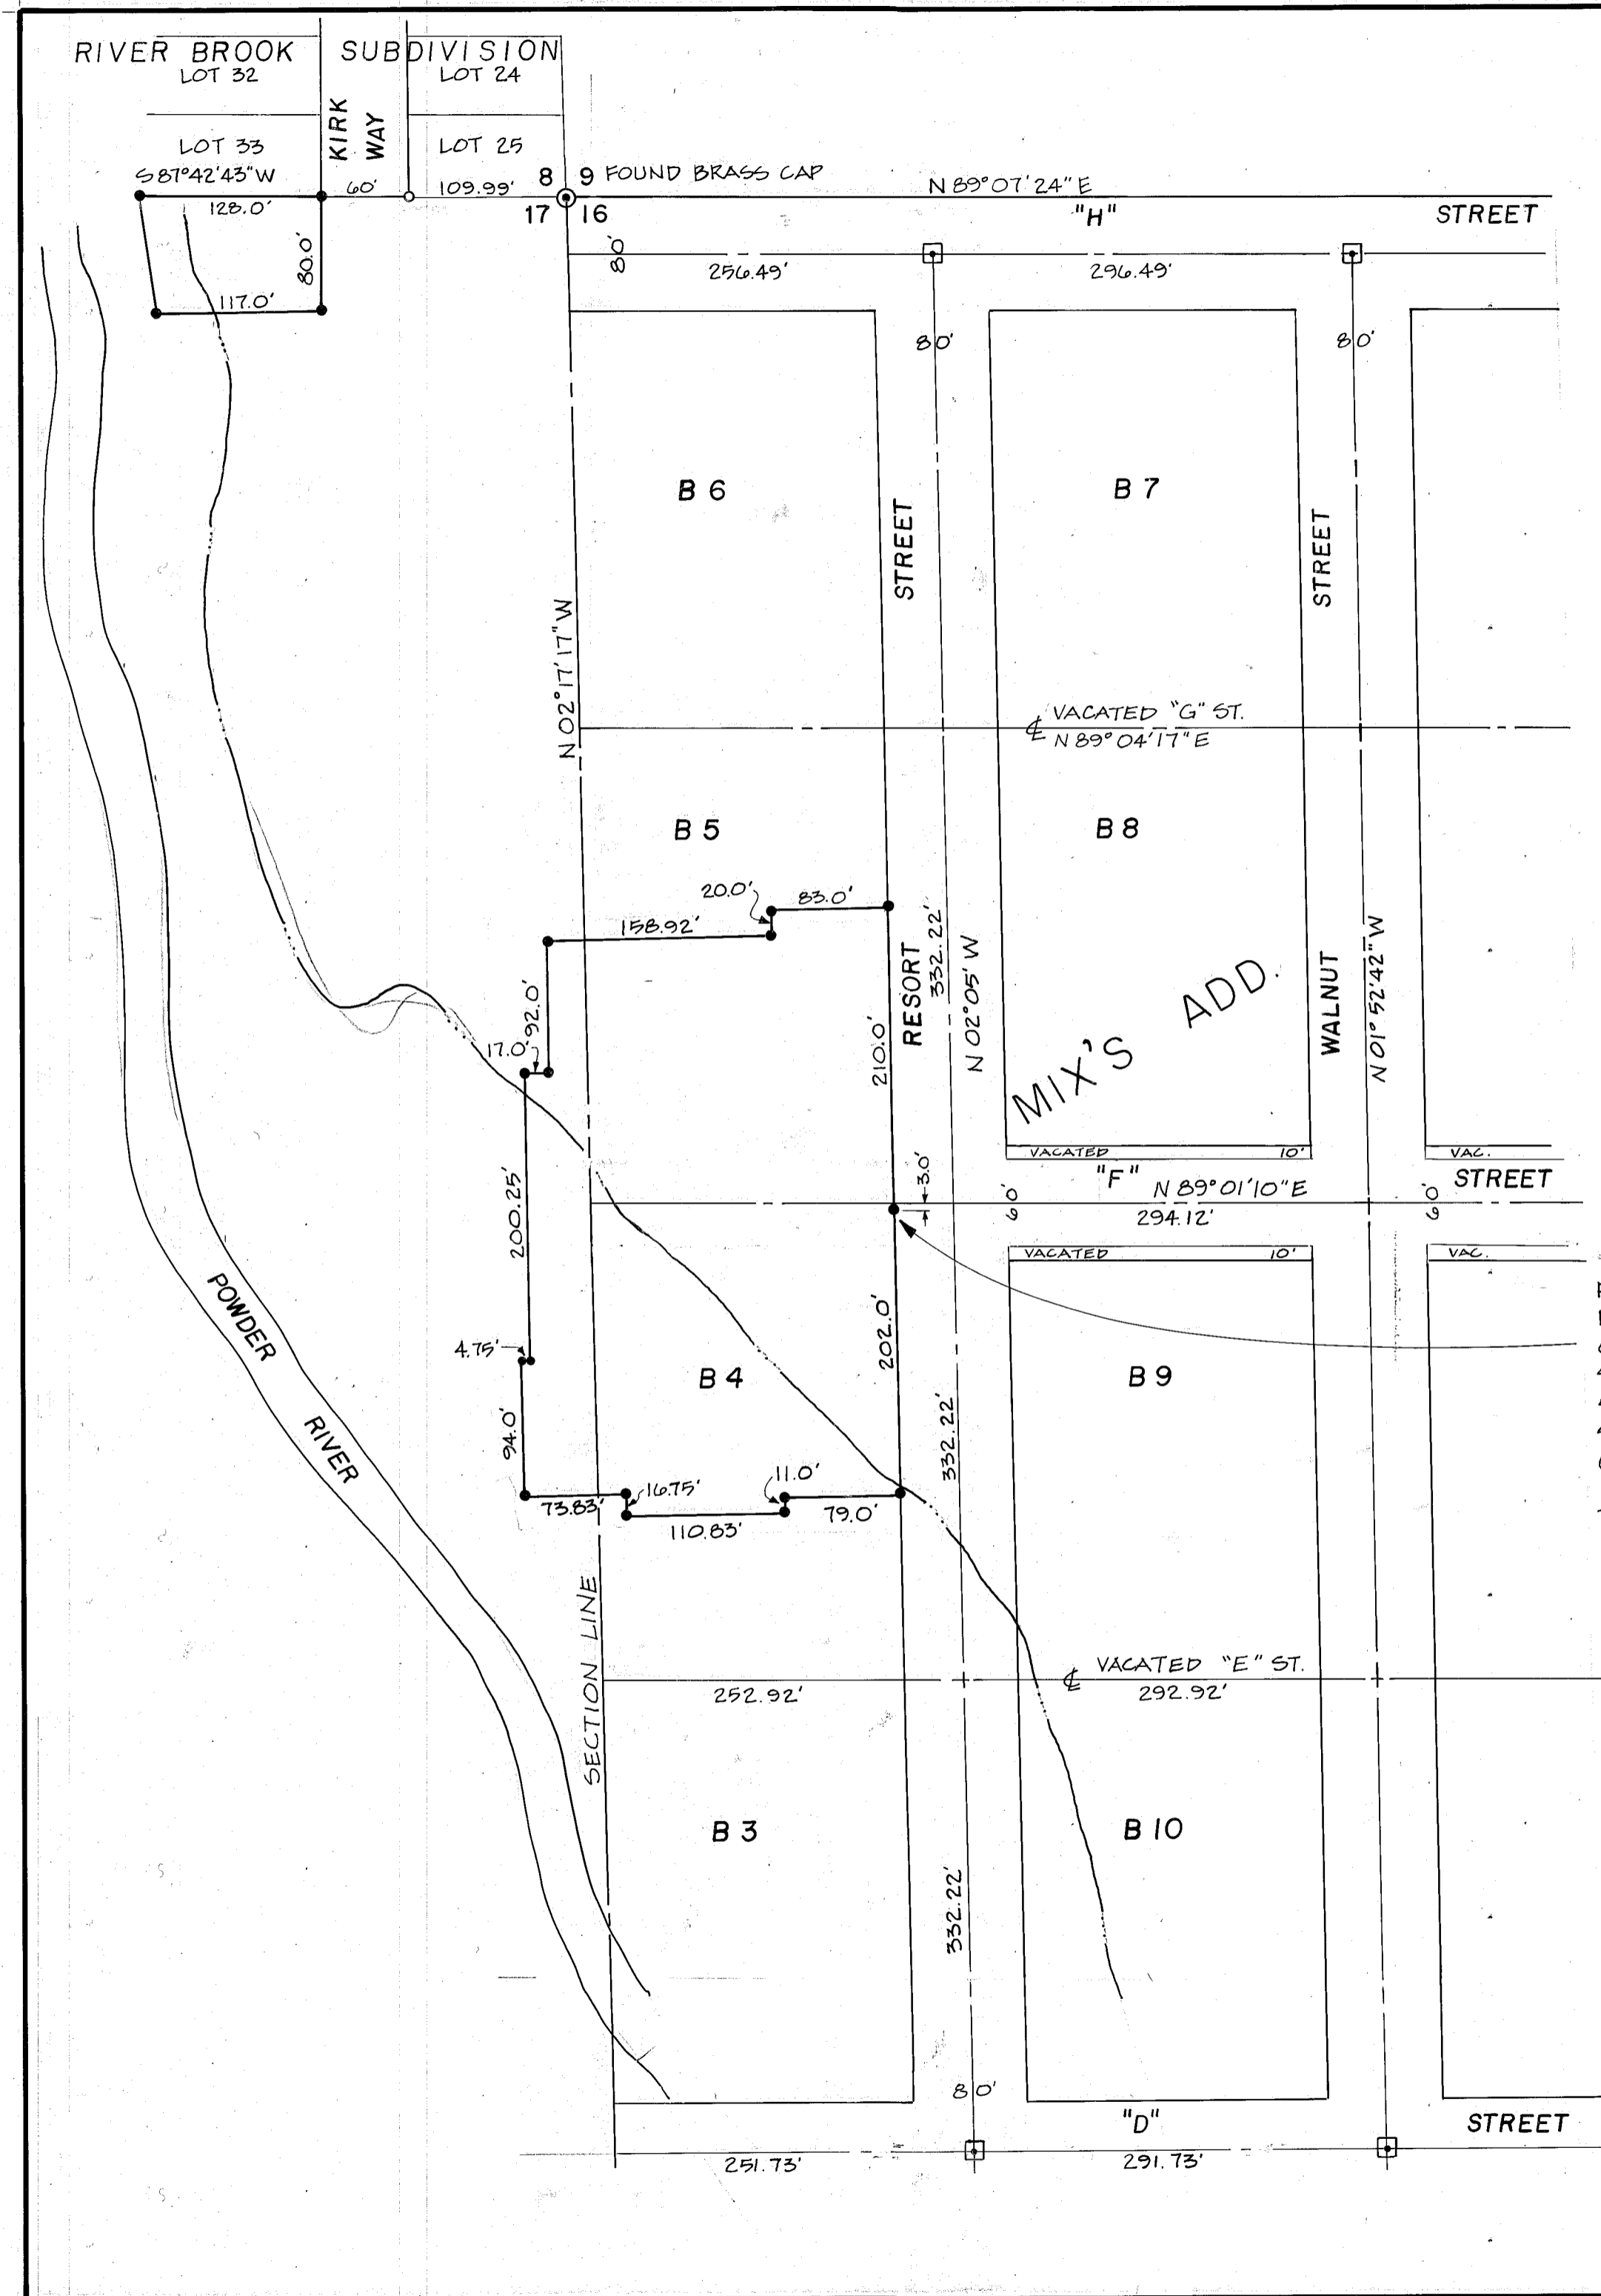 RIVER BROOK SUBDIVISION
LOT 32
LOT 24
KIRK
WAY
LOT 33
LOT 25
S 87°42'43" W
60'
109.99'
8
9
FOUND BRASS CAP
N 89°07'24" E
128.0'
17
16
"H"
STREET
80.0'
80'
256.49'
296.49'
117.0'
80'
80'
B 6
B 7
STREET
STREET
N 02°17'17" W
VACATED "G" ST.
℄
N 89°04'17" E
B 5
B 8
20.0'
83.0'
158.92'
RESORT
332.22'
N 02°05' W
WALNUT
N 01°52'42" W
MIX'S ADD.
92.0'
17.0'
210.0'
VACATED
10'
VAC.
3.0'
"F"
N 89°01'10" E
STREET
60'
60'
294.12'
200.25'
VACATED
10'
VAC.
POWDER
RIVER
202.0'
4.75'
B 4
B 9
94.0'
332.22'
11.0'
16.75'
73.83'
79.0'
110.83'
SECTION LINE
VACATED "E" ST.
℄
252.92'
292.92'
B 3
B 10
332.22'
80'
"D"
STREET
251.73'
291.73'